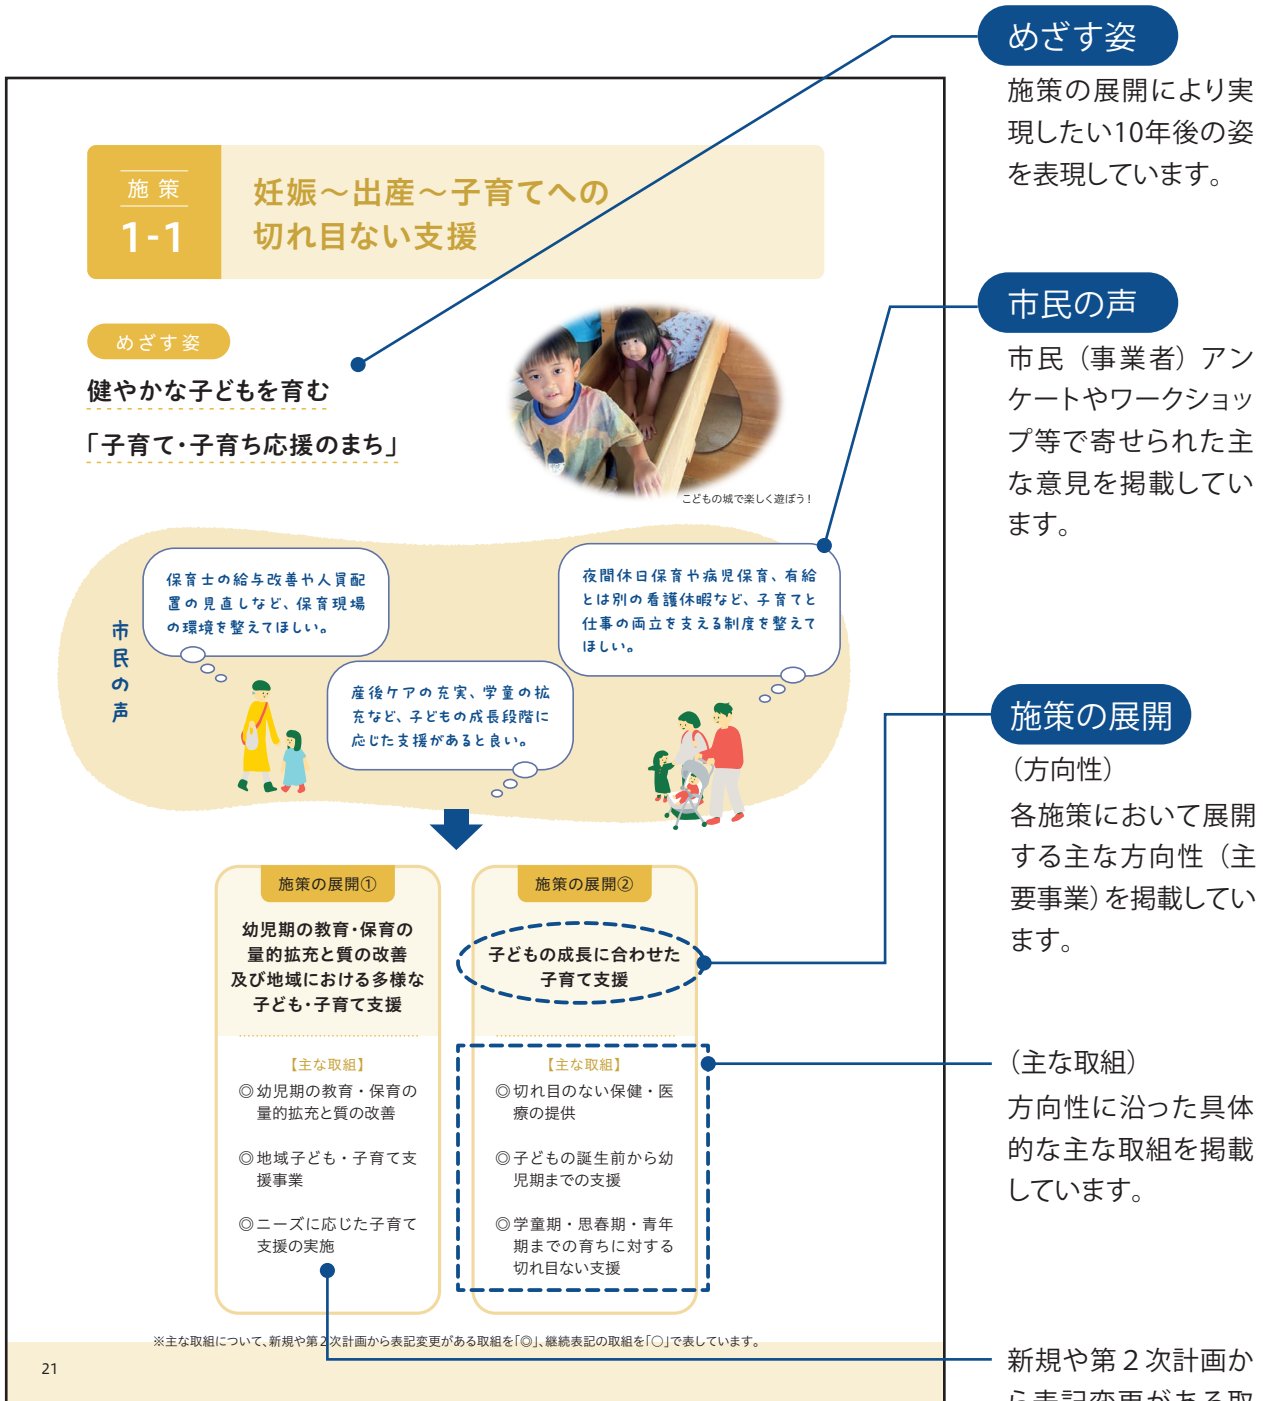 めざす姿
施策の展開により実
現したい10年後の姿
を表現しています。
施策
1-1
妊娠～出産～子育てへの
切れ目ない支援
めざす姿
健やかな子どもを育む
「子育て・子育ち応援のまち」
こどもの城で楽しく遊ぼう！
市民の声
市民（事業者）アン
ケートやワークショッ
プ等で寄せられた主
な意見を掲載してい
ます。
市民の声
保育士の給与改善や人員配
置の見直しなど、保育現場
の環境を整えてほしい。
産後ケアの充実、学童の拡
充など、子どもの成長段階に
応じた支援があると良い。
夜間休日保育や病児保育、有給
とは別の看護休暇など、子育てと
仕事の両立を支える制度を整えて
ほしい。
施策の展開
（方向性）
各施策において展開
する主な方向性（主
要事業）を掲載してい
ます。
施策の展開①
幼児期の教育・保育の
量的拡充と質の改善
及び地域における多様な
子ども・子育て支援
【主な取組】
◎幼児期の教育・保育の
量的拡充と質の改善
◎地域子ども・子育て支
援事業
◎ニーズに応じた子育て
支援の実施
施策の展開②
子どもの成長に合わせた
子育て支援
【主な取組】
◎切れ目のない保健・医
療の提供
◎子どもの誕生前から幼
児期までの支援
◎学童期・思春期・青年
期までの育ちに対する
切れ目ない支援
（主な取組）
方向性に沿った具体
的な主な取組を掲載
しています。
※主な取組について、新規や第2次計画から表記変更がある取組を「◎」、継続表記の取組を「○」で表しています。
21
新規や第２次計画か
ら表記変更がある取